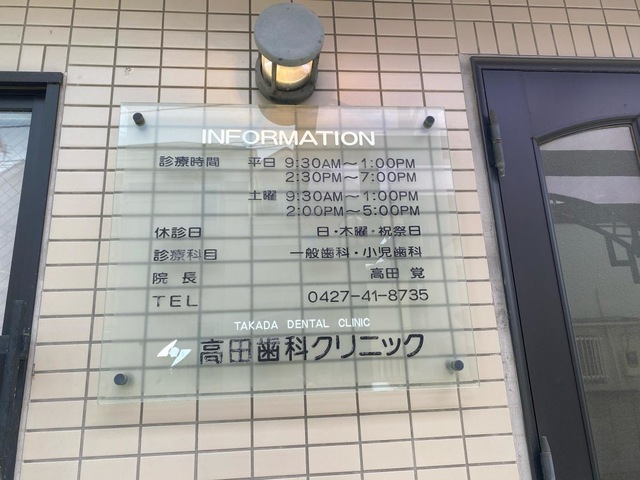 INFORMATION
診療時間 平日 9:30AM～1:00PM
2:30PM～7:00PM
土曜 9:30AM～1:00PM
2:00PM～5:00PM
休診日 日・木曜・祝祭日
診療科目 一般歯科・小児歯科
院長 高田 覚
TEL 0427-41-8735
TAKADA DENTAL CLINIC
高田歯科クリニック